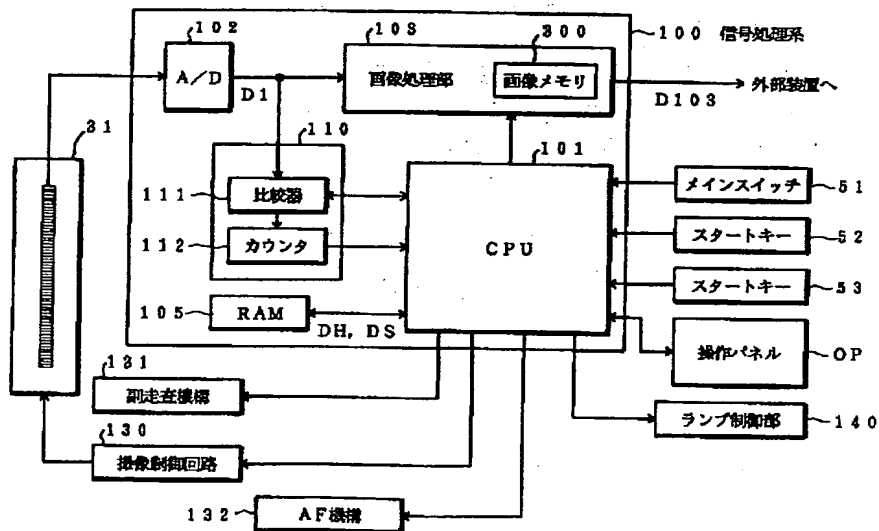 100 信号処理系
102
A/D
D1
103
画像処理部
300
画像メモリ
D103
外部装置へ
31
110
111
比較器
112
カウンタ
101
CPU
105
RAM
DH, DS
メインスイッチ
51
スタートキー
52
スタートキー
53
操作パネル
OP
ランプ制御部
140
131
副走査機構
130
撮像制御回路
132
AF機構